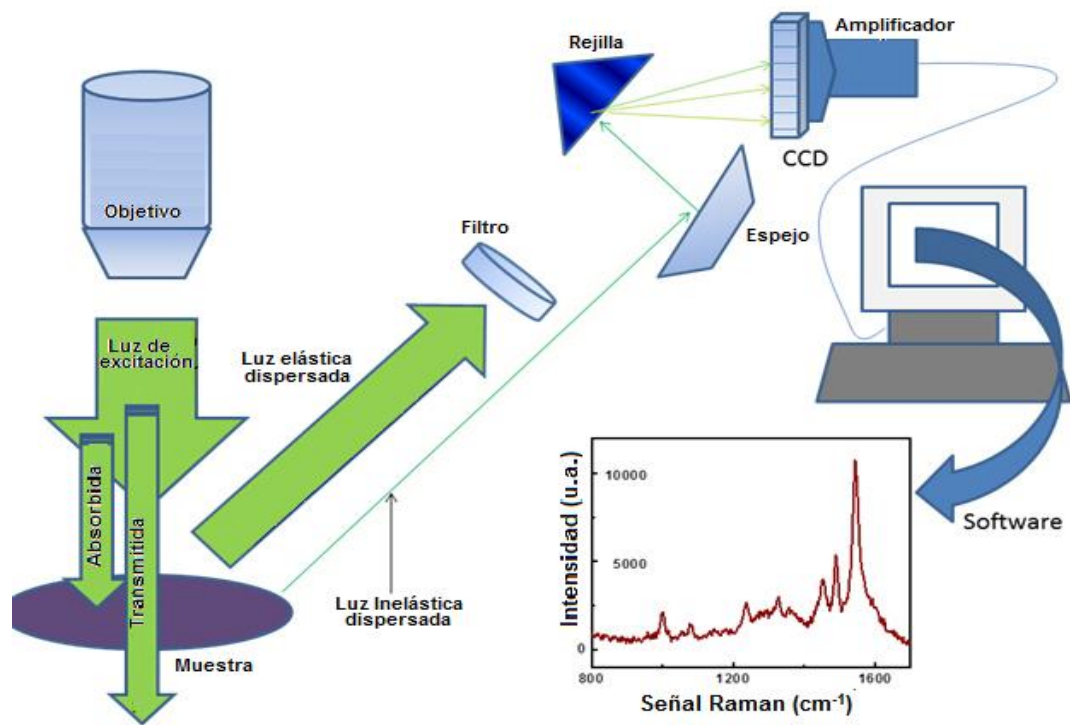 Rejilla
Amplificador
CCD
Objetivo
Filtro
Espejo
Luz de
excitación
Luz elástica
dispersada
Absorbida
Transmitida
Luz Inelástica
dispersada
Muestra
Software
Intensidad (u.a.)
10000
5000
0
800 1200 1600
Señal Raman (cm⁻¹)